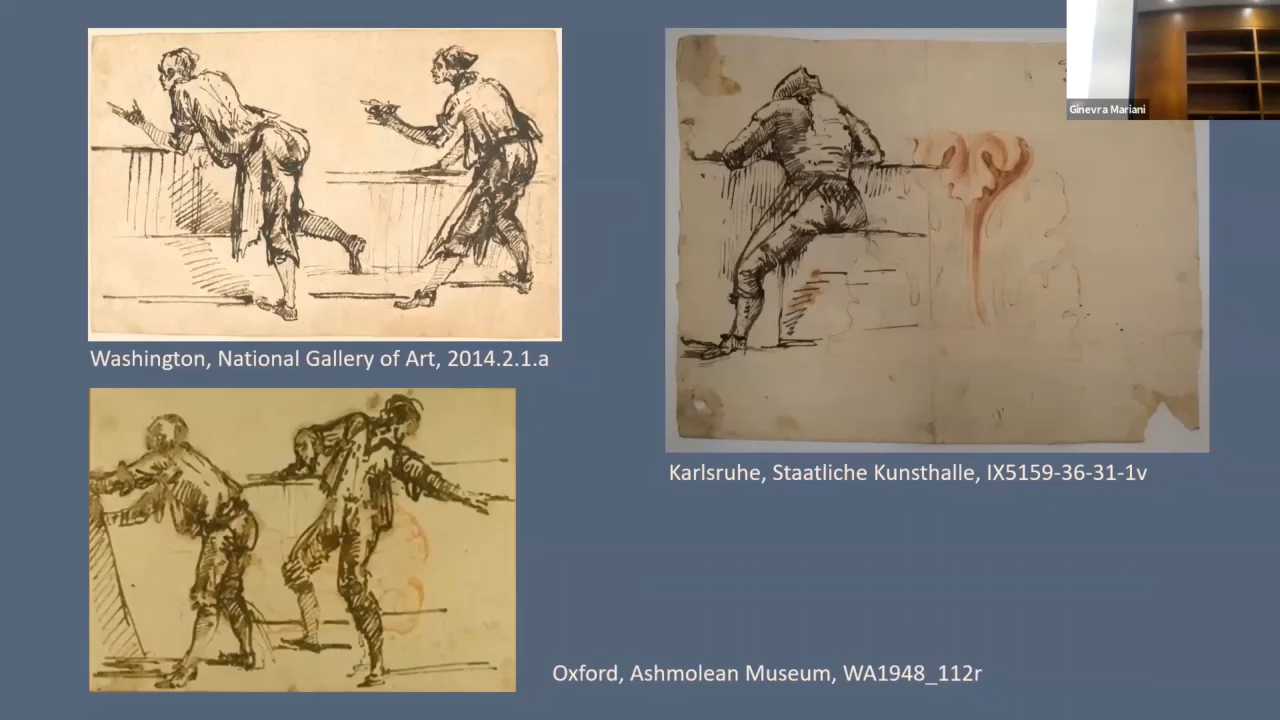 Ginevra Mariani
Washington, National Gallery of Art, 2014.2.1.a
Karlsruhe, Staatliche Kunsthalle, IX5159-36-31-1v
Oxford, Ashmolean Museum, WA1948_112r